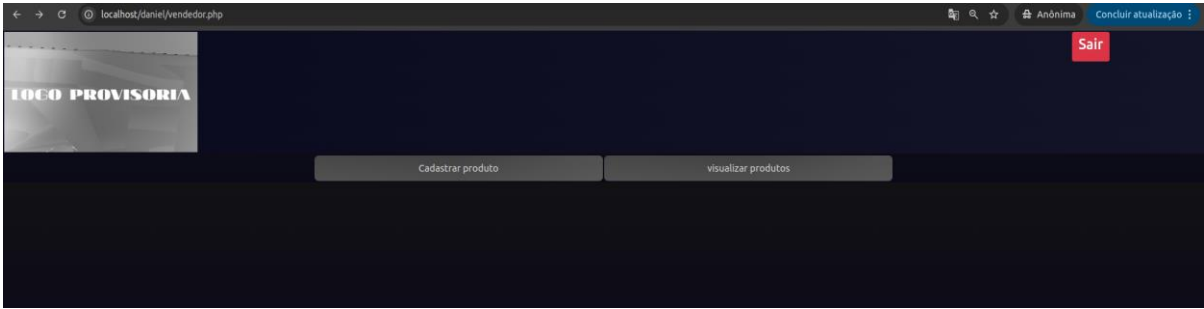 localhost/daniel/vendedor.php
Anônima
Concluir atualização
Sair
LOGO PROVISORIA
Cadastrar produto
visualizar produtos